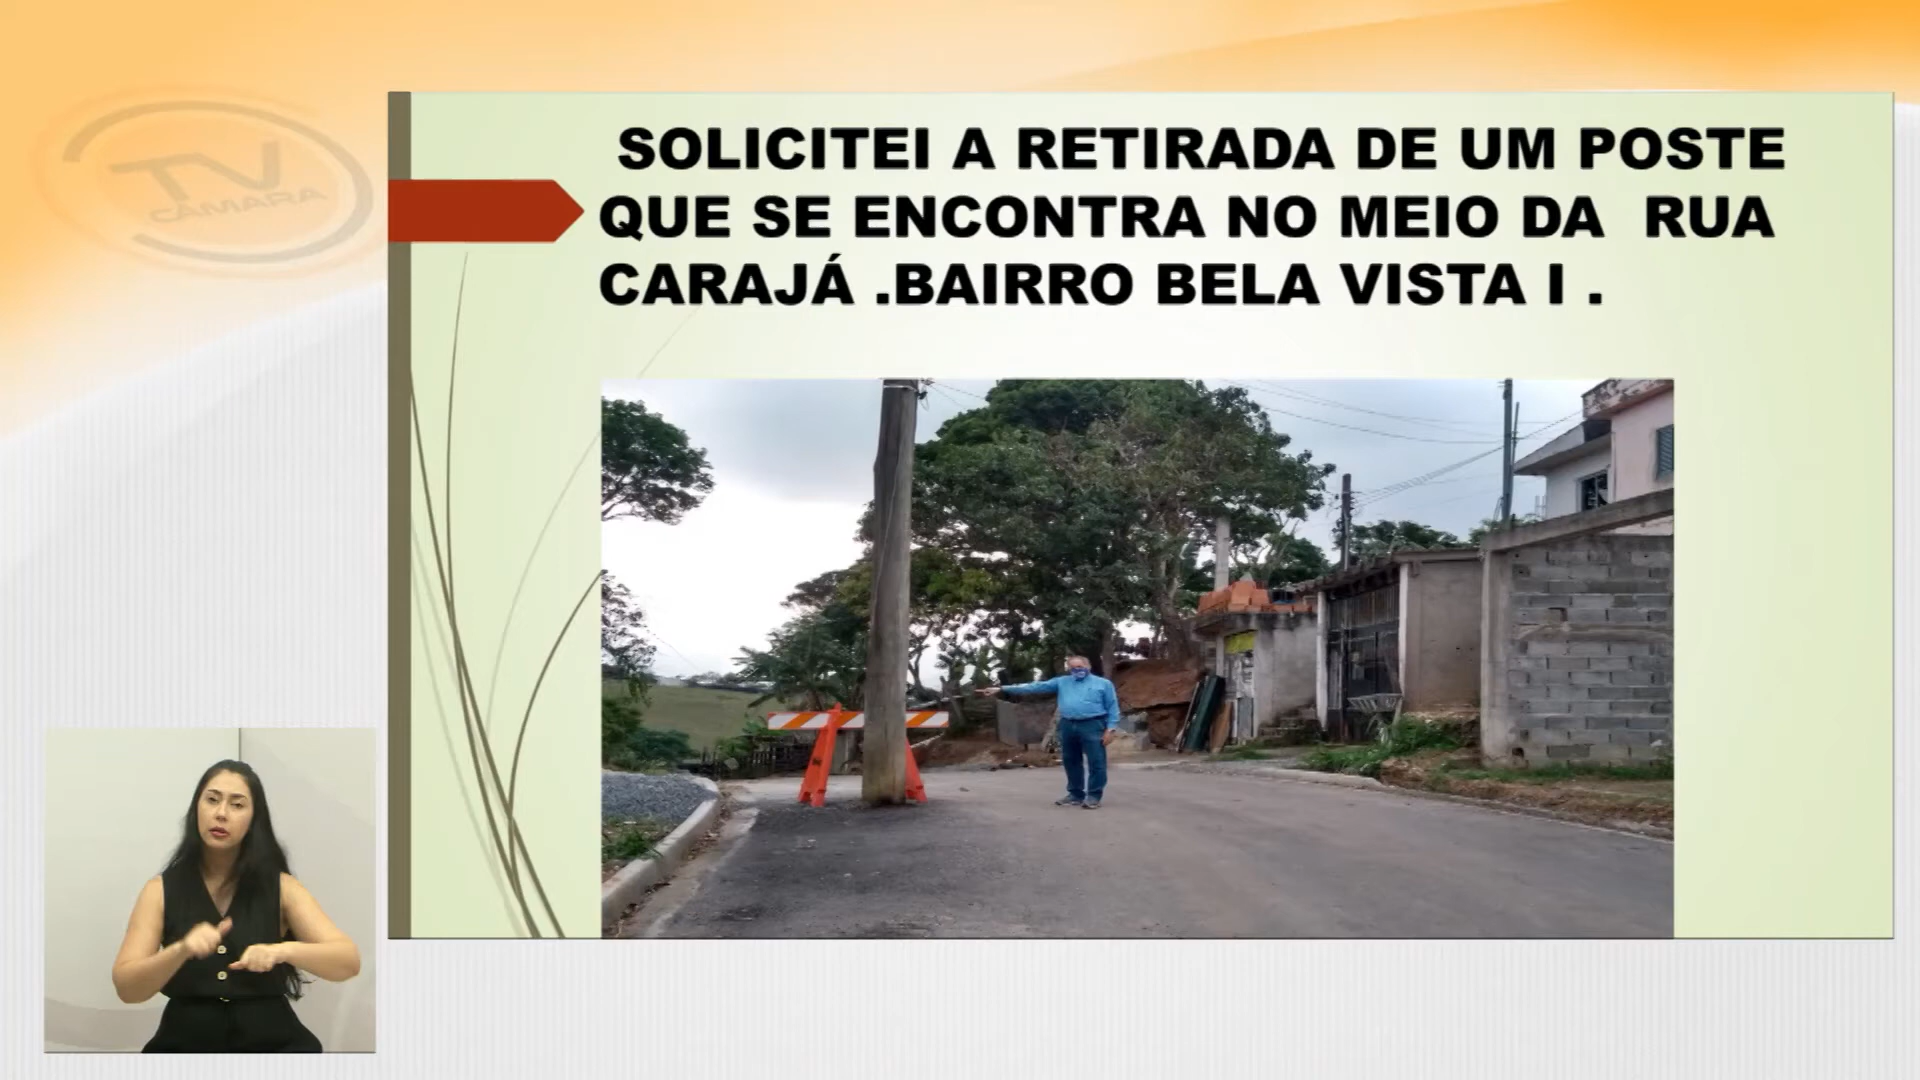 TV
CÂMARA
SOLICITEI A RETIRADA DE UM POSTE
QUE SE ENCONTRA NO MEIO DA RUA
CARAJÁ .BAIRRO BELA VISTA I .